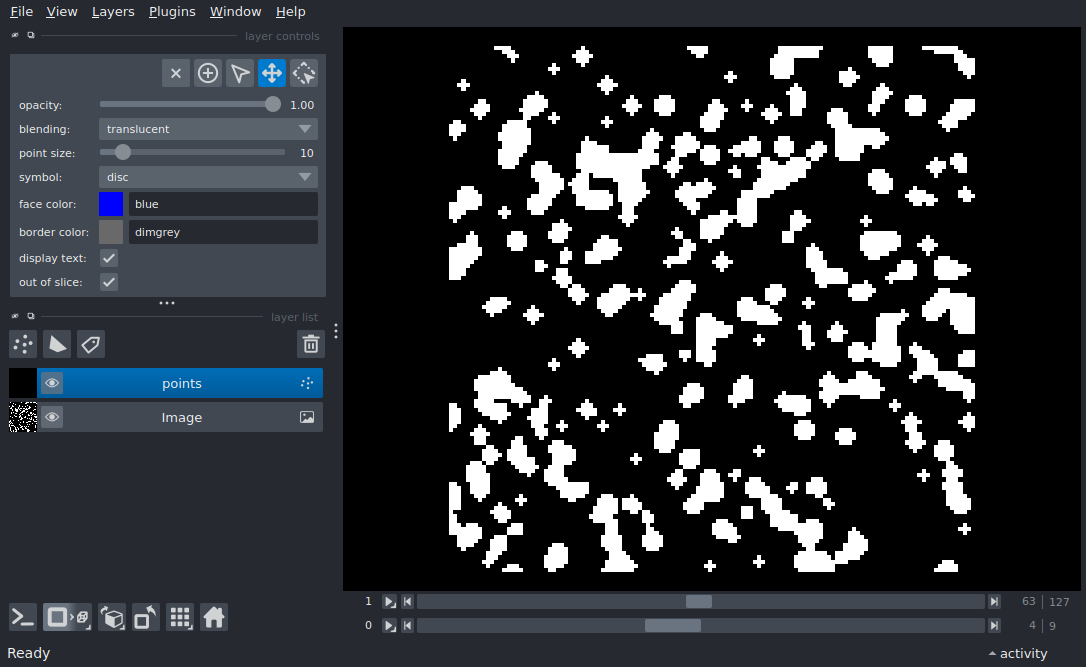 File View Layers Plugins Window Help
layer controls
opacity: 1.00
blending: translucent
point size: 10
symbol: disc
face color: blue
border color: dimgrey
display text:
out of slice:
layer list
points
Image
1 63 | 127
0 4 | 9
Ready activity